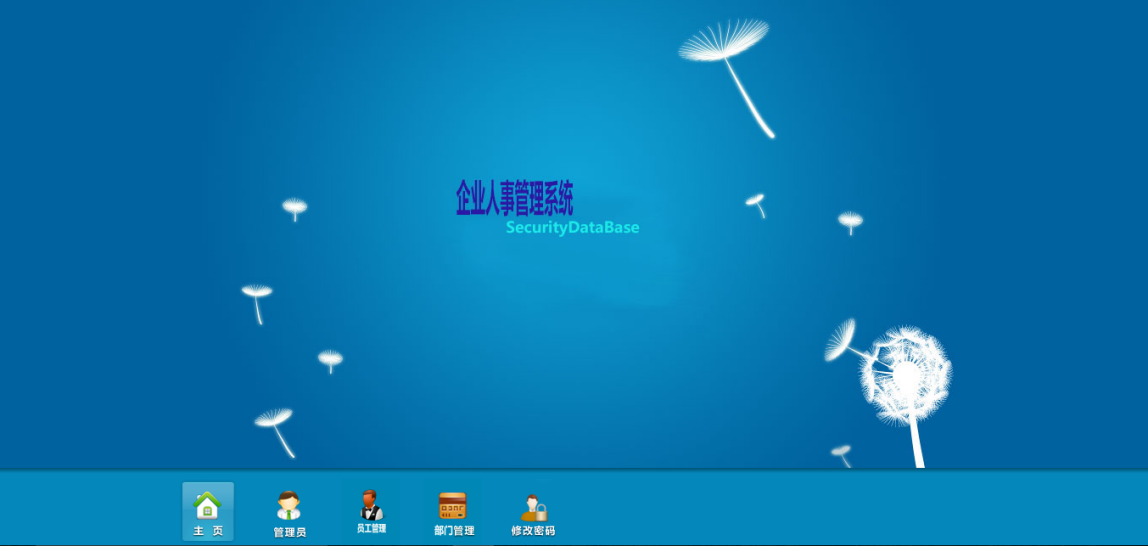 企业人事管理系统
SecurityDataBase
主 页
管理员
员工管理
部门管理
修改密码